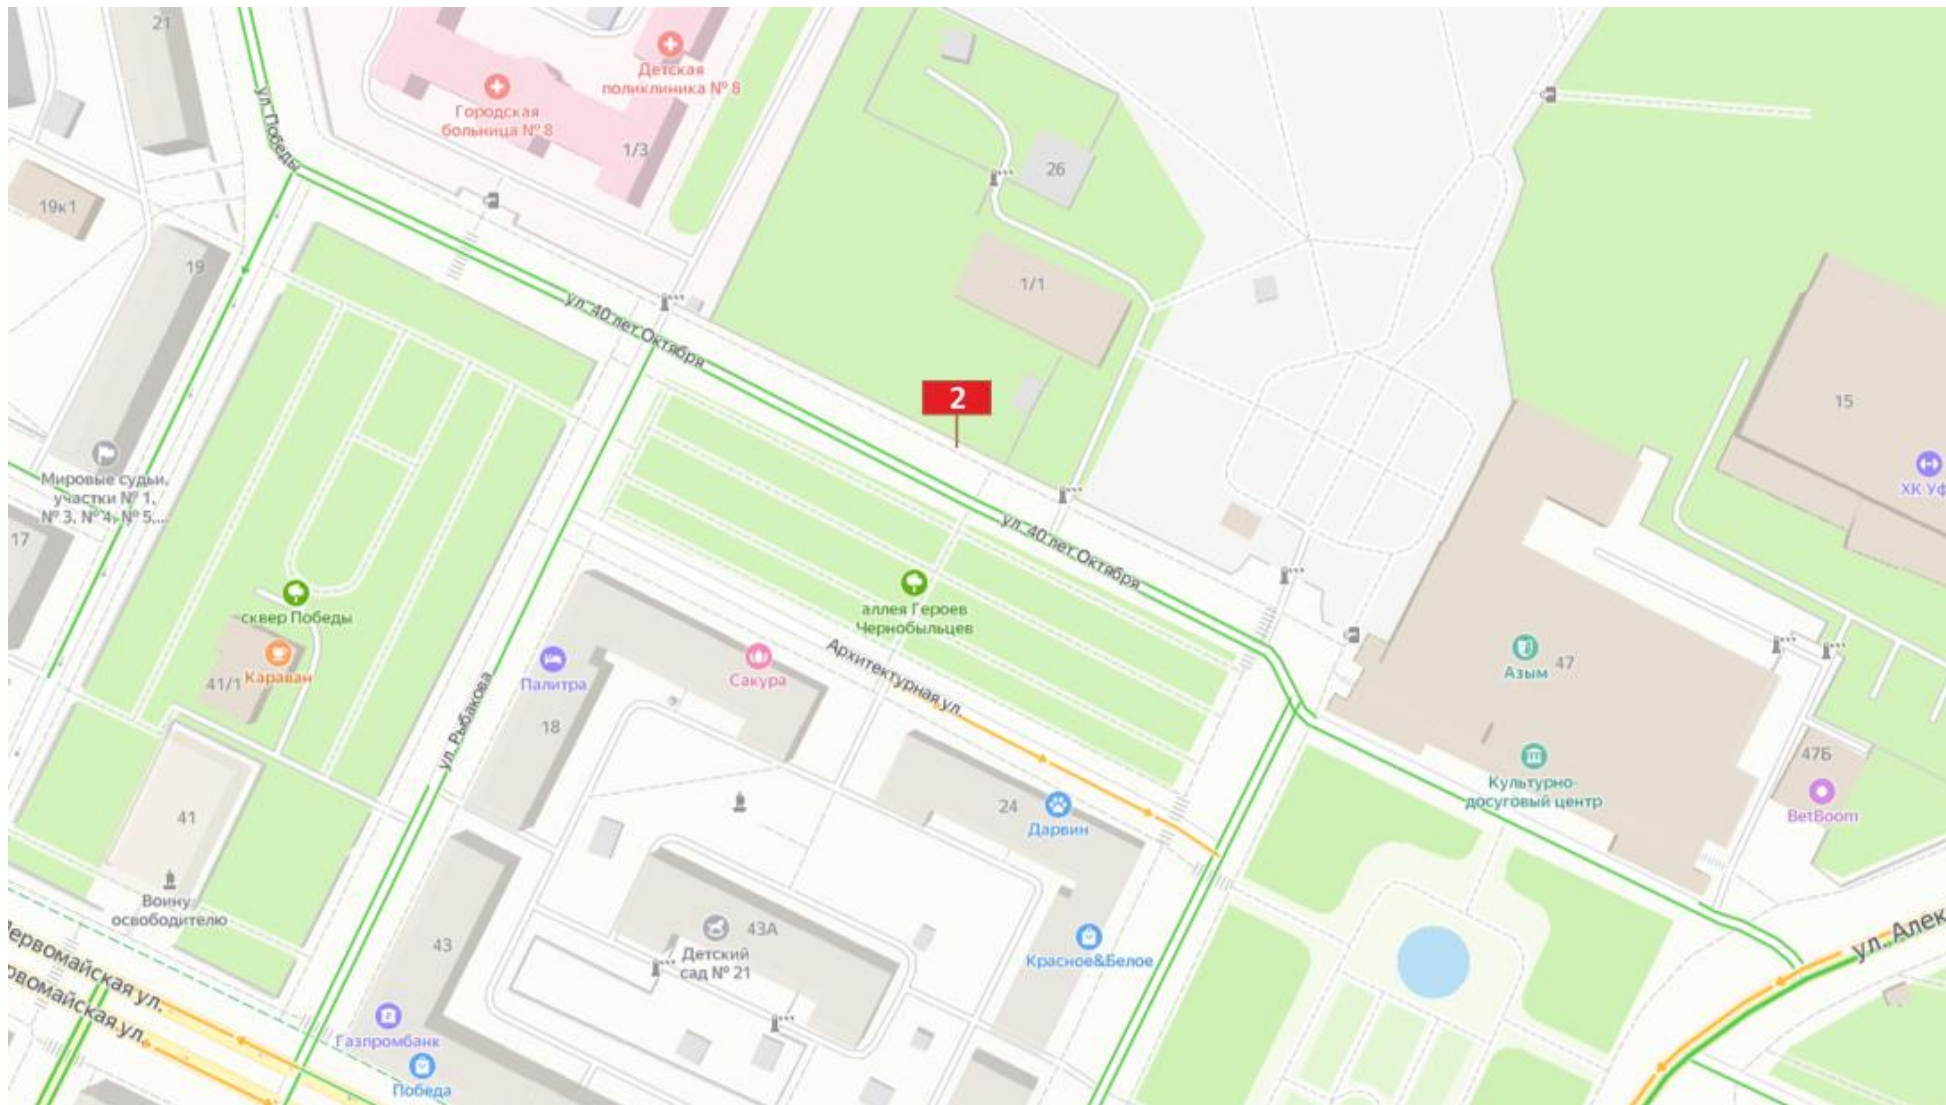 21
ул. Победы
Детская
поликлиника № 8
Городская
больница № 8
1/3
26
19к1
19
1/1
ул. 40 лет Октября
2
15
ХК Уф
Мировые судьи,
участки № 1,
№ 3, № 4, № 5,...
17
ул. 40 лет Октября
сквер Победы
аллея Героев
Чернобыльцев
Караван
41/1
Палитра
Сакура
Архитектурная ул.
Азым
47
18
ул. Рыбакова
47Б
BetBoom
Культурно-
досуговый центр
41
24
Дарвин
Воину
освободителю
43
43А
Детский
сад № 21
Красное&Белое
ул. Алек
ервомайская ул.
рвомайская ул.
Газпромбанк
Победа